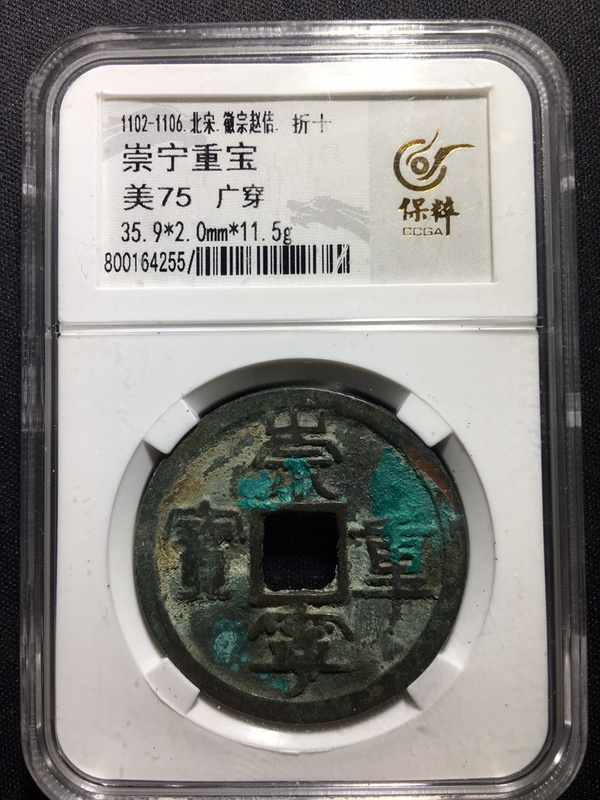 1102-1106.北宋.徽宗赵佶. 折十
崇宁重宝
美75 广穿
35.9*2.0mm*11.5g
800164255/
保粹
CCGA
崇
重
寧
寳